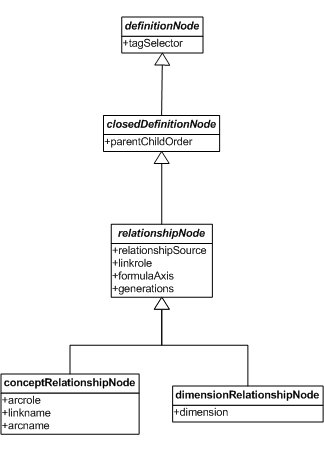 definitionNode
+tagSelector
closedDefinitionNode
+parentChildOrder
relationshipNode
+relationshipSource
+linkrole
+formulaAxis
+generations
conceptRelationshipNode
+arcrole
+linkname
+arcname
dimensionRelationshipNode
+dimension